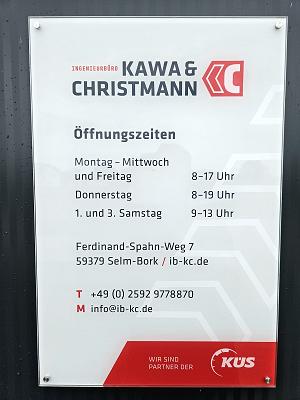 INGENIEURBÜRO KAWA &
CHRISTMANN KC
Öffnungszeiten
Montag – Mittwoch
und Freitag 8–17 Uhr
Donnerstag 8–19 Uhr
1. und 3. Samstag 9–13 Uhr
Ferdinand-Spahn-Weg 7
59379 Selm-Bork / ib-kc.de
T +49 (0) 2592 9778870
M info@ib-kc.de
WIR SIND
PARTNER DER KÜS